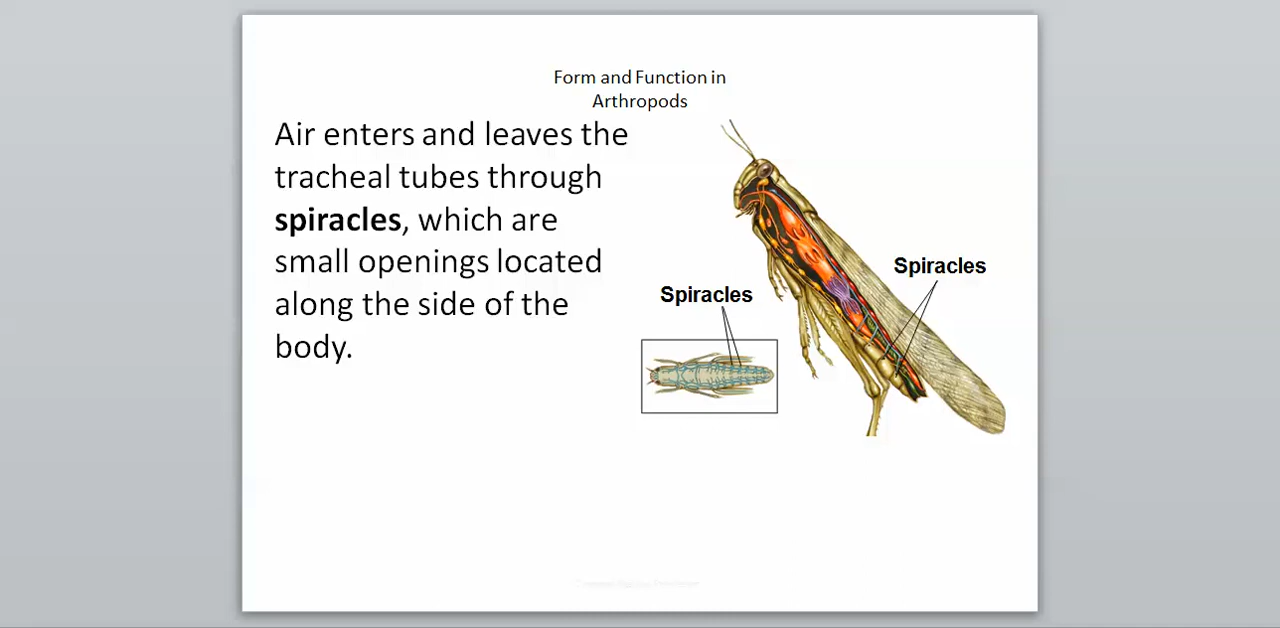 Form and Function in
Arthropods
Air enters and leaves the
tracheal tubes through
spiracles, which are
small openings located
along the side of the
body.
Spiracles
Spiracles